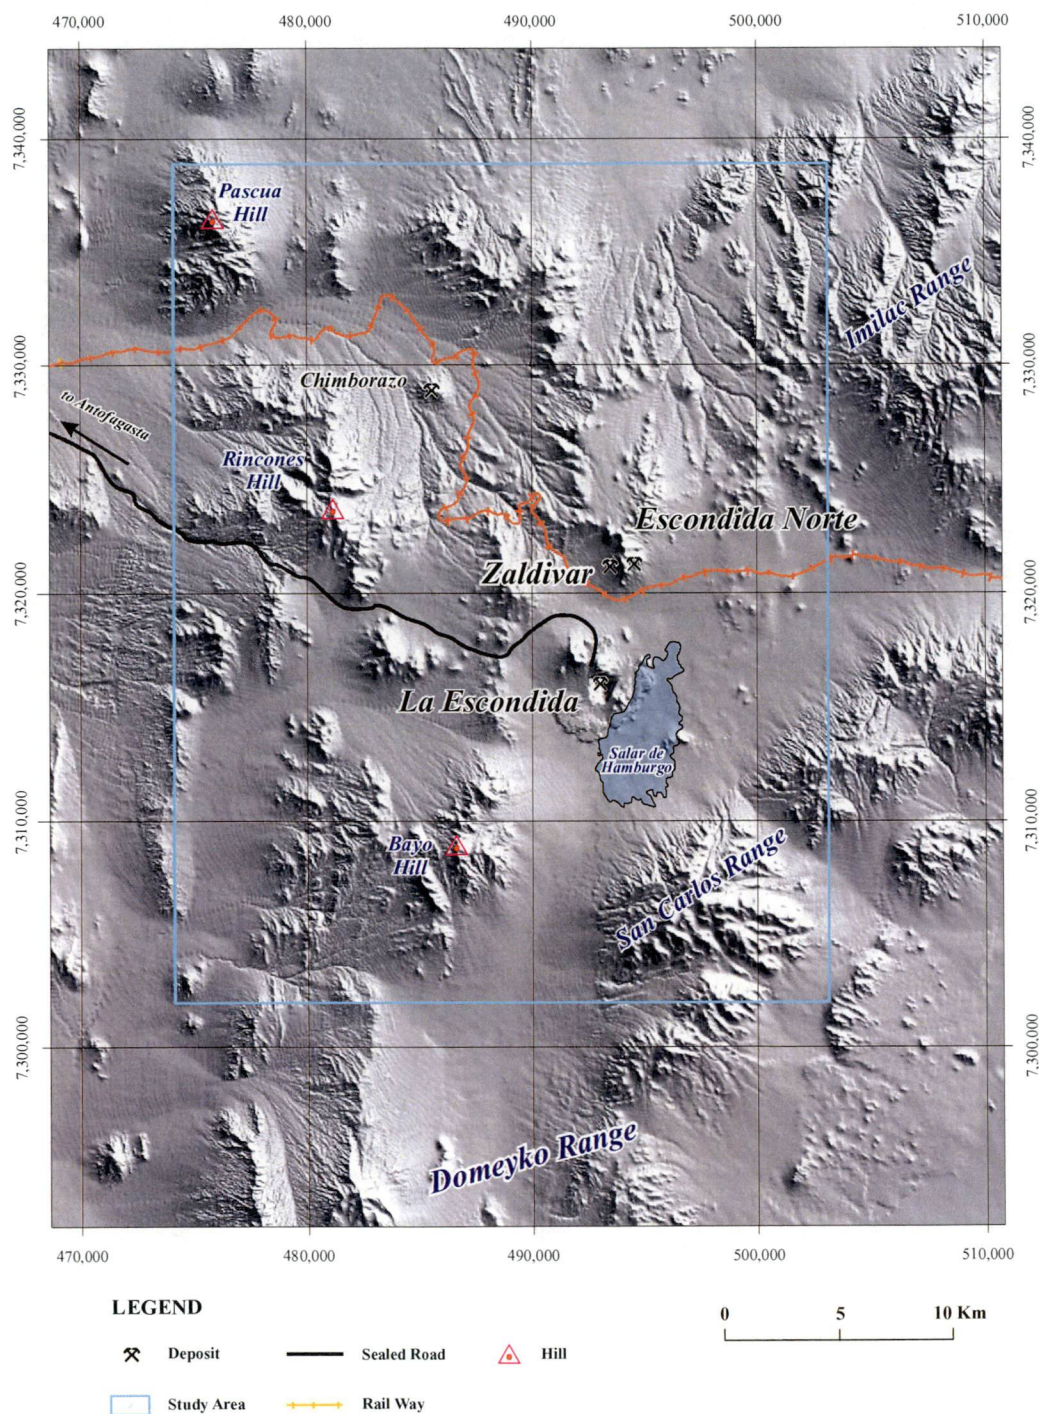 470,000
480,000
490,000
500,000
510,000
7,340,000
7,340,000
Pascua
Hill
Imilac Range
7,330,000
7,330,000
Chimborazo
to Antofagasta
Rincones
Hill
Escondida Norte
Zaldivar
7,320,000
7,320,000
La Escondida
Salar de
Hamburgo
7,310,000
7,310,000
Bayo
Hill
San Carlos Range
7,300,000
7,300,000
Domeyko Range
470,000
480,000
490,000
500,000
510,000
LEGEND
0
5
10 Km
Deposit
Sealed Road
Hill
Study Area
Rail Way